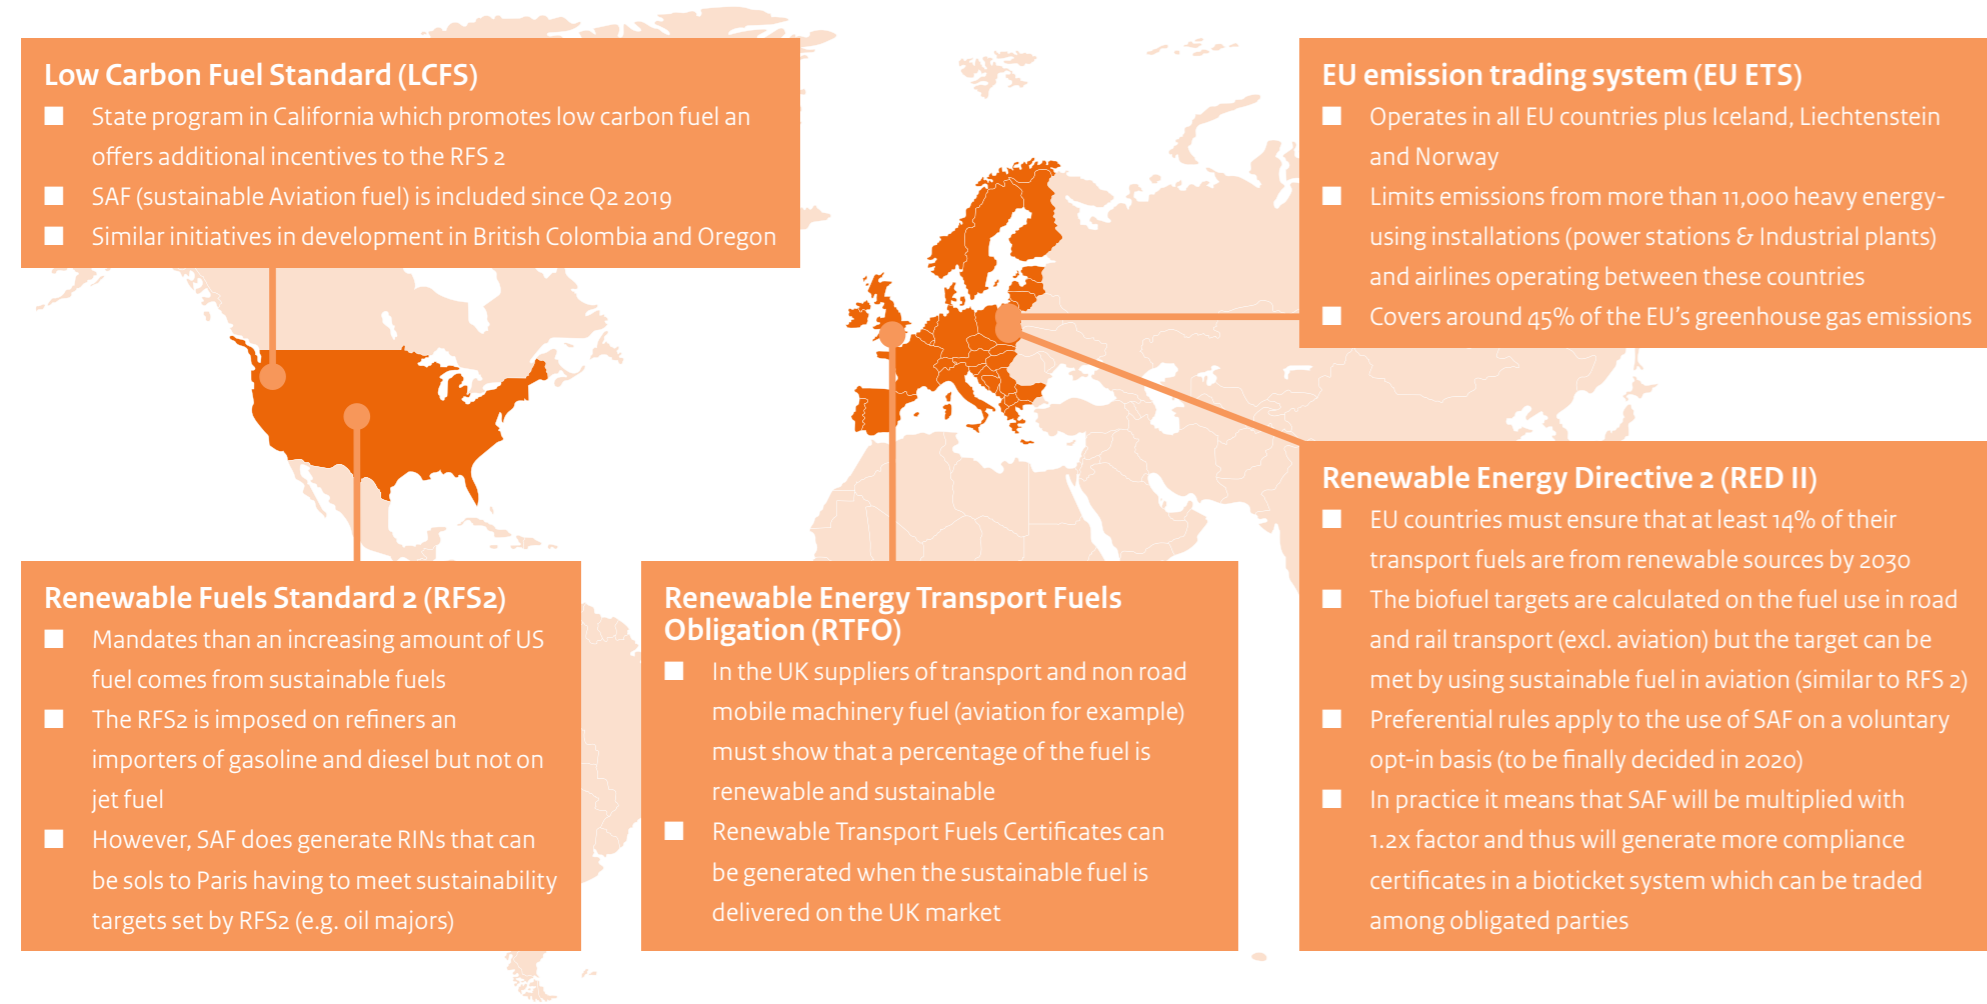 Low Carbon Fuel Standard (LCFS)
■ State program in California which promotes low carbon fuel an
offers additional incentives to the RFS 2
■ SAF (sustainable Aviation fuel) is included since Q2 2019
■ Similar initiatives in development in British Colombia and Oregon
EU emission trading system (EU ETS)
■ Operates in all EU countries plus Iceland, Liechtenstein
and Norway
■ Limits emissions from more than 11,000 heavy energy-
using installations (power stations & Industrial plants)
and airlines operating between these countries
■ Covers around 45% of the EU's greenhouse gas emissions
Renewable Fuels Standard 2 (RFS2)
■ Mandates than an increasing amount of US
fuel comes from sustainable fuels
■ The RFS2 is imposed on refiners an
importers of gasoline and diesel but not on
jet fuel
■ However, SAF does generate RINs that can
be sols to Paris having to meet sustainability
targets set by RFS2 (e.g. oil majors)
Renewable Energy Transport Fuels
Obligation (RTFO)
■ In the UK suppliers of transport and non road
mobile machinery fuel (aviation for example)
must show that a percentage of the fuel is
renewable and sustainable
■ Renewable Transport Fuels Certificates can
be generated when the sustainable fuel is
delivered on the UK market
Renewable Energy Directive 2 (RED II)
■ EU countries must ensure that at least 14% of their
transport fuels are from renewable sources by 2030
■ The biofuel targets are calculated on the fuel use in road
and rail transport (excl. aviation) but the target can be
met by using sustainable fuel in aviation (similar to RFS 2)
■ Preferential rules apply to the use of SAF on a voluntary
opt-in basis (to be finally decided in 2020)
■ In practice it means that SAF will be multiplied with
1.2x factor and thus will generate more compliance
certificates in a bioticket system which can be traded
among obligated parties